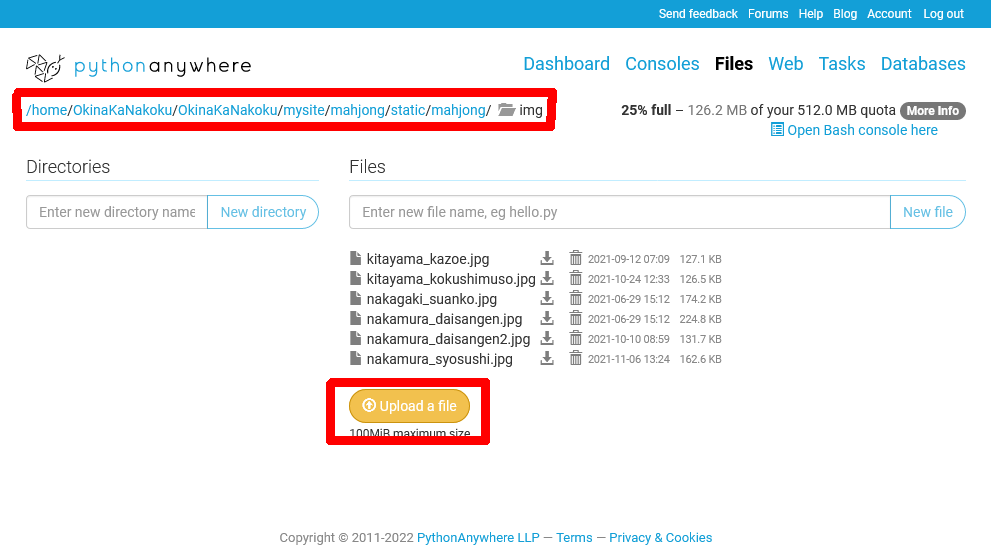 Send feedback Forums Help Blog Account Log out
pythonanywhere
Dashboard Consoles Files Web Tasks Databases
/home/OkinaKaNakoku/OkinaKaNakoku/mysite/mahjong/static/mahjong/ img
25% full – 126.2 MB of your 512.0 MB quota More Info
Open Bash console here
Directories
Files
Enter new directory name
New directory
Enter new file name, eg hello.py
New file
kitayama_kazoe.jpg 2021-09-12 07:09 127.1 KB
kitayama_kokushimuso.jpg 2021-10-24 12:33 126.5 KB
nakagaki_suanko.jpg 2021-06-29 15:12 174.2 KB
nakamura_daisangen.jpg 2021-06-29 15:12 224.8 KB
nakamura_daisangen2.jpg 2021-10-10 08:59 131.7 KB
nakamura_syosushi.jpg 2021-11-06 13:24 162.6 KB
Upload a file
100MiB maximum size
Copyright © 2011-2022 PythonAnywhere LLP — Terms — Privacy & Cookies